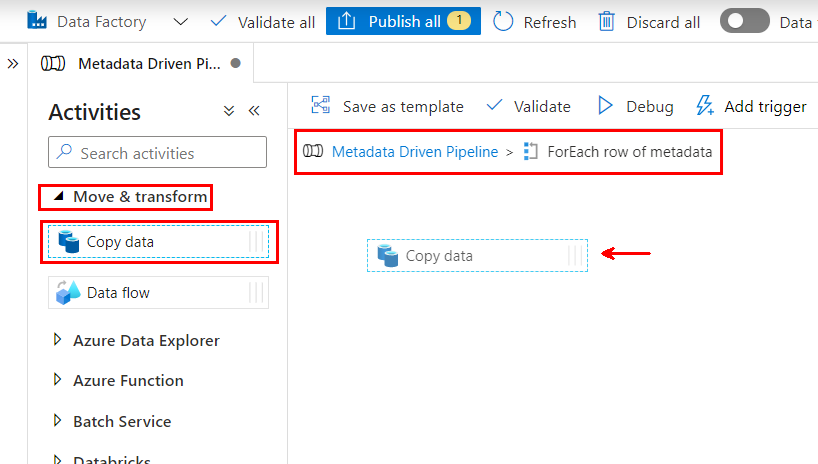 Data Factory Validate all Publish all 1 Refresh Discard all Data
Metadata Driven Pi...
Activities
Search activities
Move & transform
Copy data
Data flow
Azure Data Explorer
Azure Function
Batch Service
Databricks
Save as template Validate Debug Add trigger
Metadata Driven Pipeline > ForEach row of metadata
Copy data